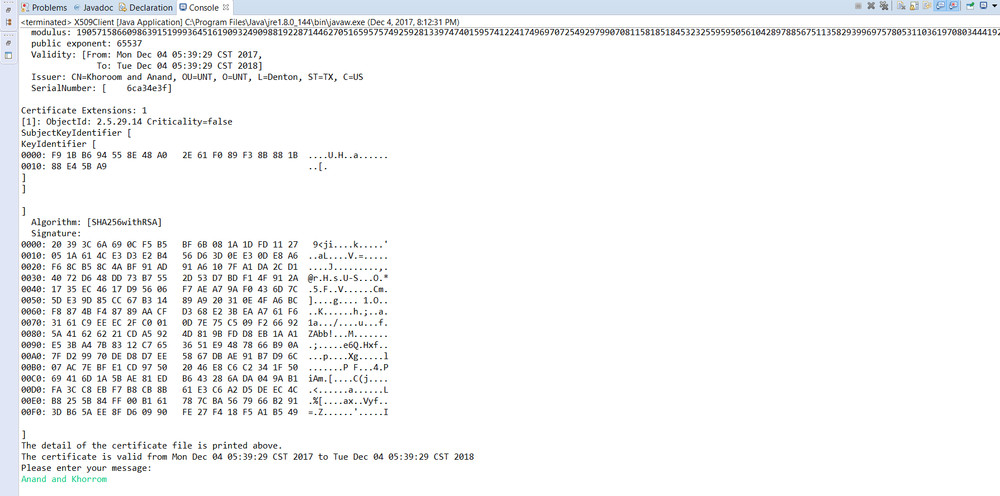 Problems @ Javadoc Declaration Console
<terminated> X509Client [Java Application] C:\Program Files\Java\jre1.8.0_144\bin\javaw.exe (Dec 4, 2017, 8:12:31 PM)
modulus: 
public exponent: 65537
Validity: [From: Mon Dec 04 05:39:29 CST 2017,
To: Tue Dec 04 05:39:29 CST 2018]
Issuer: CN=Khoroom and Anand, OU=UNT, O=UNT, L=Denton, ST=TX, C=US
SerialNumber: [    6ca34e3f]
Certificate Extensions: 1
[1]: ObjectId: 2.5.29.14 Criticality=false
SubjectKeyIdentifier [
KeyIdentifier [
0000: F9 1B B6 94 55 8E 48 A0   2E 61 F0 89 F3 8B 88 1B  ....U.H..a......
0010: 88 E4 5B A9                                        ..[.
]
]
]
Algorithm: [SHA256withRSA]
Signature:
0000: 20 39 3C 6A 69 0C F5 B5   BF 6B 08 1A 1D FD 11 27   9<ji....k.....'
0010: 05 1A 61 4C E3 D3 E2 B4   56 D6 3D 0E E3 0D E8 A6  ..aL....V.=.....
0020: F6 8C B5 8C 4A BF 91 AD   91 A6 10 7F A1 DA 2C D1  ....J.........,.
0030: 40 72 D6 48 DD 73 B7 55   2D 53 D7 BD F1 4F 91 2A  @r.H.s.U-S...O.*
0040: 17 35 EC 46 17 D9 56 06   F7 AE A7 9A F0 43 6D 7C  .5.F..V......Cm.
0050: 5D E3 9D 85 CC 67 B3 14   89 A9 20 31 0E 4F A6 BC  ]....g.... 1.O..
0060: F8 87 4B F4 87 89 AA CF   D3 68 E2 3B EA A7 61 F6  ..K......h.;..a.
0070: 31 61 C9 EE EC 2F C0 01   0D 7E 75 C5 09 F2 66 92  1a.../....u...f.
0080: 5A 41 62 62 21 CD A5 92   4D 81 9B FD D8 EB 1A A1  ZAbb!...M.......
0090: E5 3B A4 7B 83 12 C7 65   36 51 E9 48 78 66 B9 0A  .;.....e6Q.Hxf..
00A0: 7F D2 99 70 DE D8 D7 EE   58 67 DB AE 91 B7 D9 6C  ...p....Xg.....l
00B0: 07 AC 7E BF E1 CD 97 50   20 46 E8 C6 C2 34 1F 50  .......P F...4.P
00C0: 69 41 6D 1A 5B AE 81 ED   B6 43 28 6A DA 04 9A B1  iAm.[....C(j....
00D0: FA 3C C8 EB F7 B8 CB 8B   61 E3 C6 A2 D5 DE EC 4C  .<......a......L
00E0: B8 25 5B 84 FF 00 B1 61   78 7C BA 56 79 66 B2 91  .%[....ax..Vyf..
00F0: 3D B6 5A EE 8F D6 09 90   FE 27 F4 18 F5 A1 B5 49  =.Z......'.....I
]
The detail of the certificate file is printed above.
The certificate is valid from Mon Dec 04 05:39:29 CST 2017 to Tue Dec 04 05:39:29 CST 2018
Please enter your message:
Anand and Khorrom